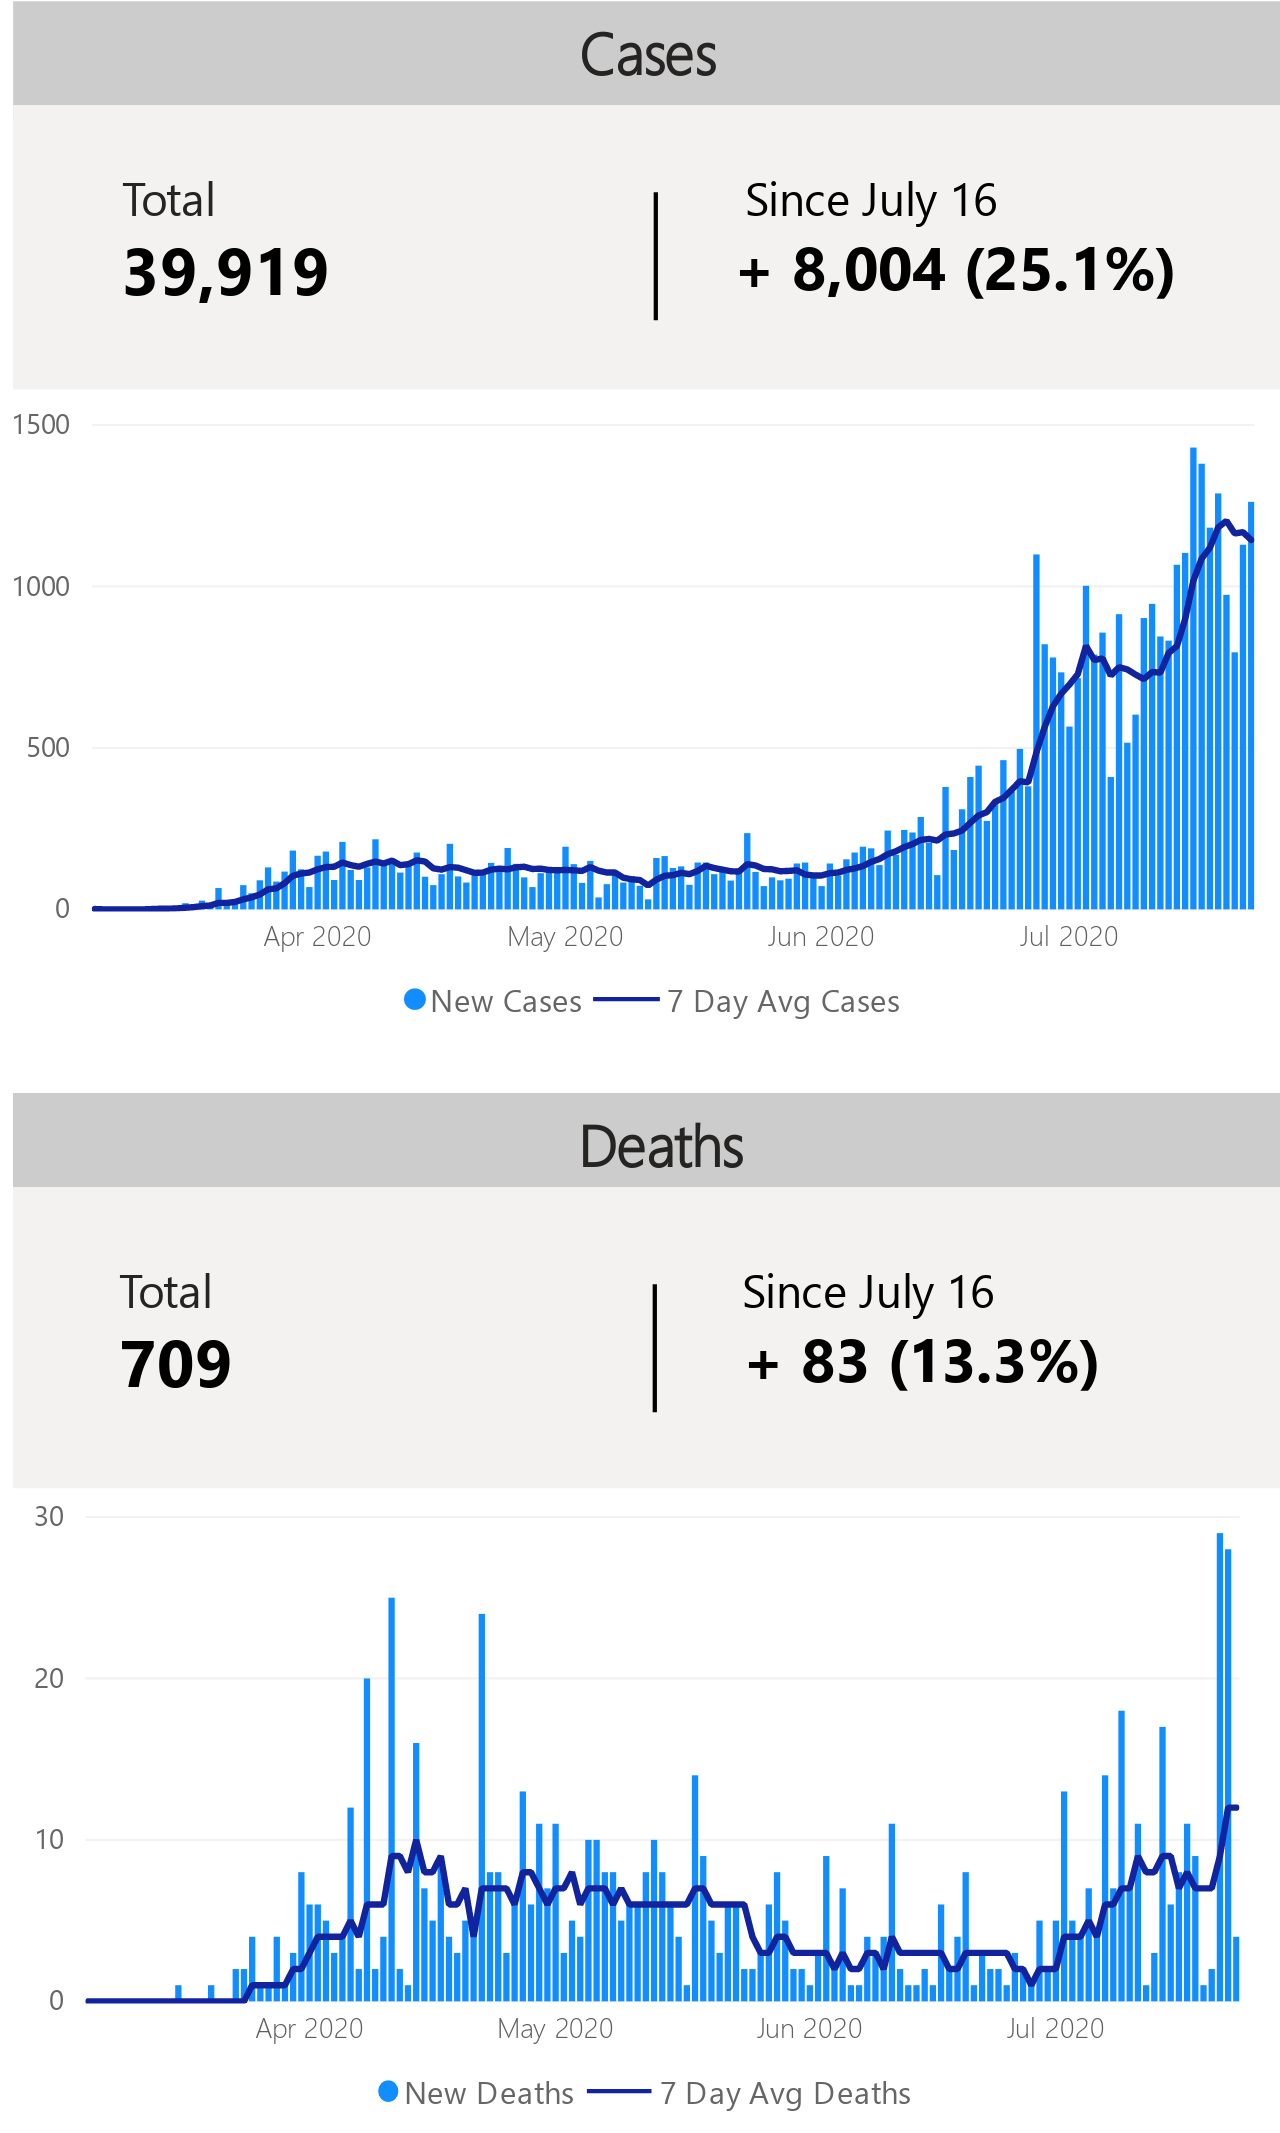 Cases
Total
Since July 16
39,919
+ 8,004 (25.1%)
1500
1000
500
0
Apr 2020
May 2020
Jun 2020
Jul 2020
New Cases
7 Day Avg Cases
Deaths
Total
Since July 16
709
+ 83 (13.3%)
30
20
10
0
Apr 2020
May 2020
Jun 2020
Jul 2020
New Deaths
7 Day Avg Deaths